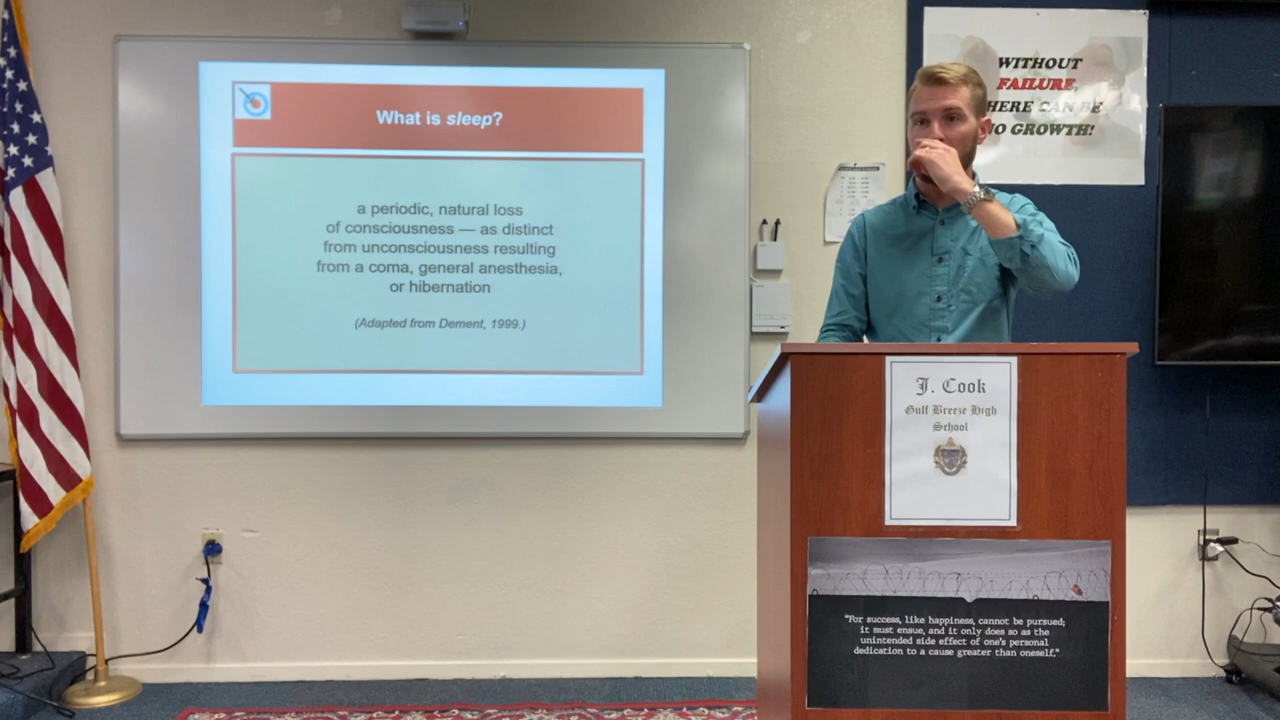 What is sleep?
a periodic, natural loss
of consciousness — as distinct
from unconsciousness resulting
from a coma, general anesthesia,
or hibernation
(Adapted from Dement, 1999.)
WITHOUT
FAILURE,
HERE CAN BE
O GROWTH!
J. Cook
Gulf Breeze High
School
"For success, like happiness, cannot be pursued;
it must ensue, and it only does so as the
unintended side effect of one's personal
dedication to a cause greater than oneself."